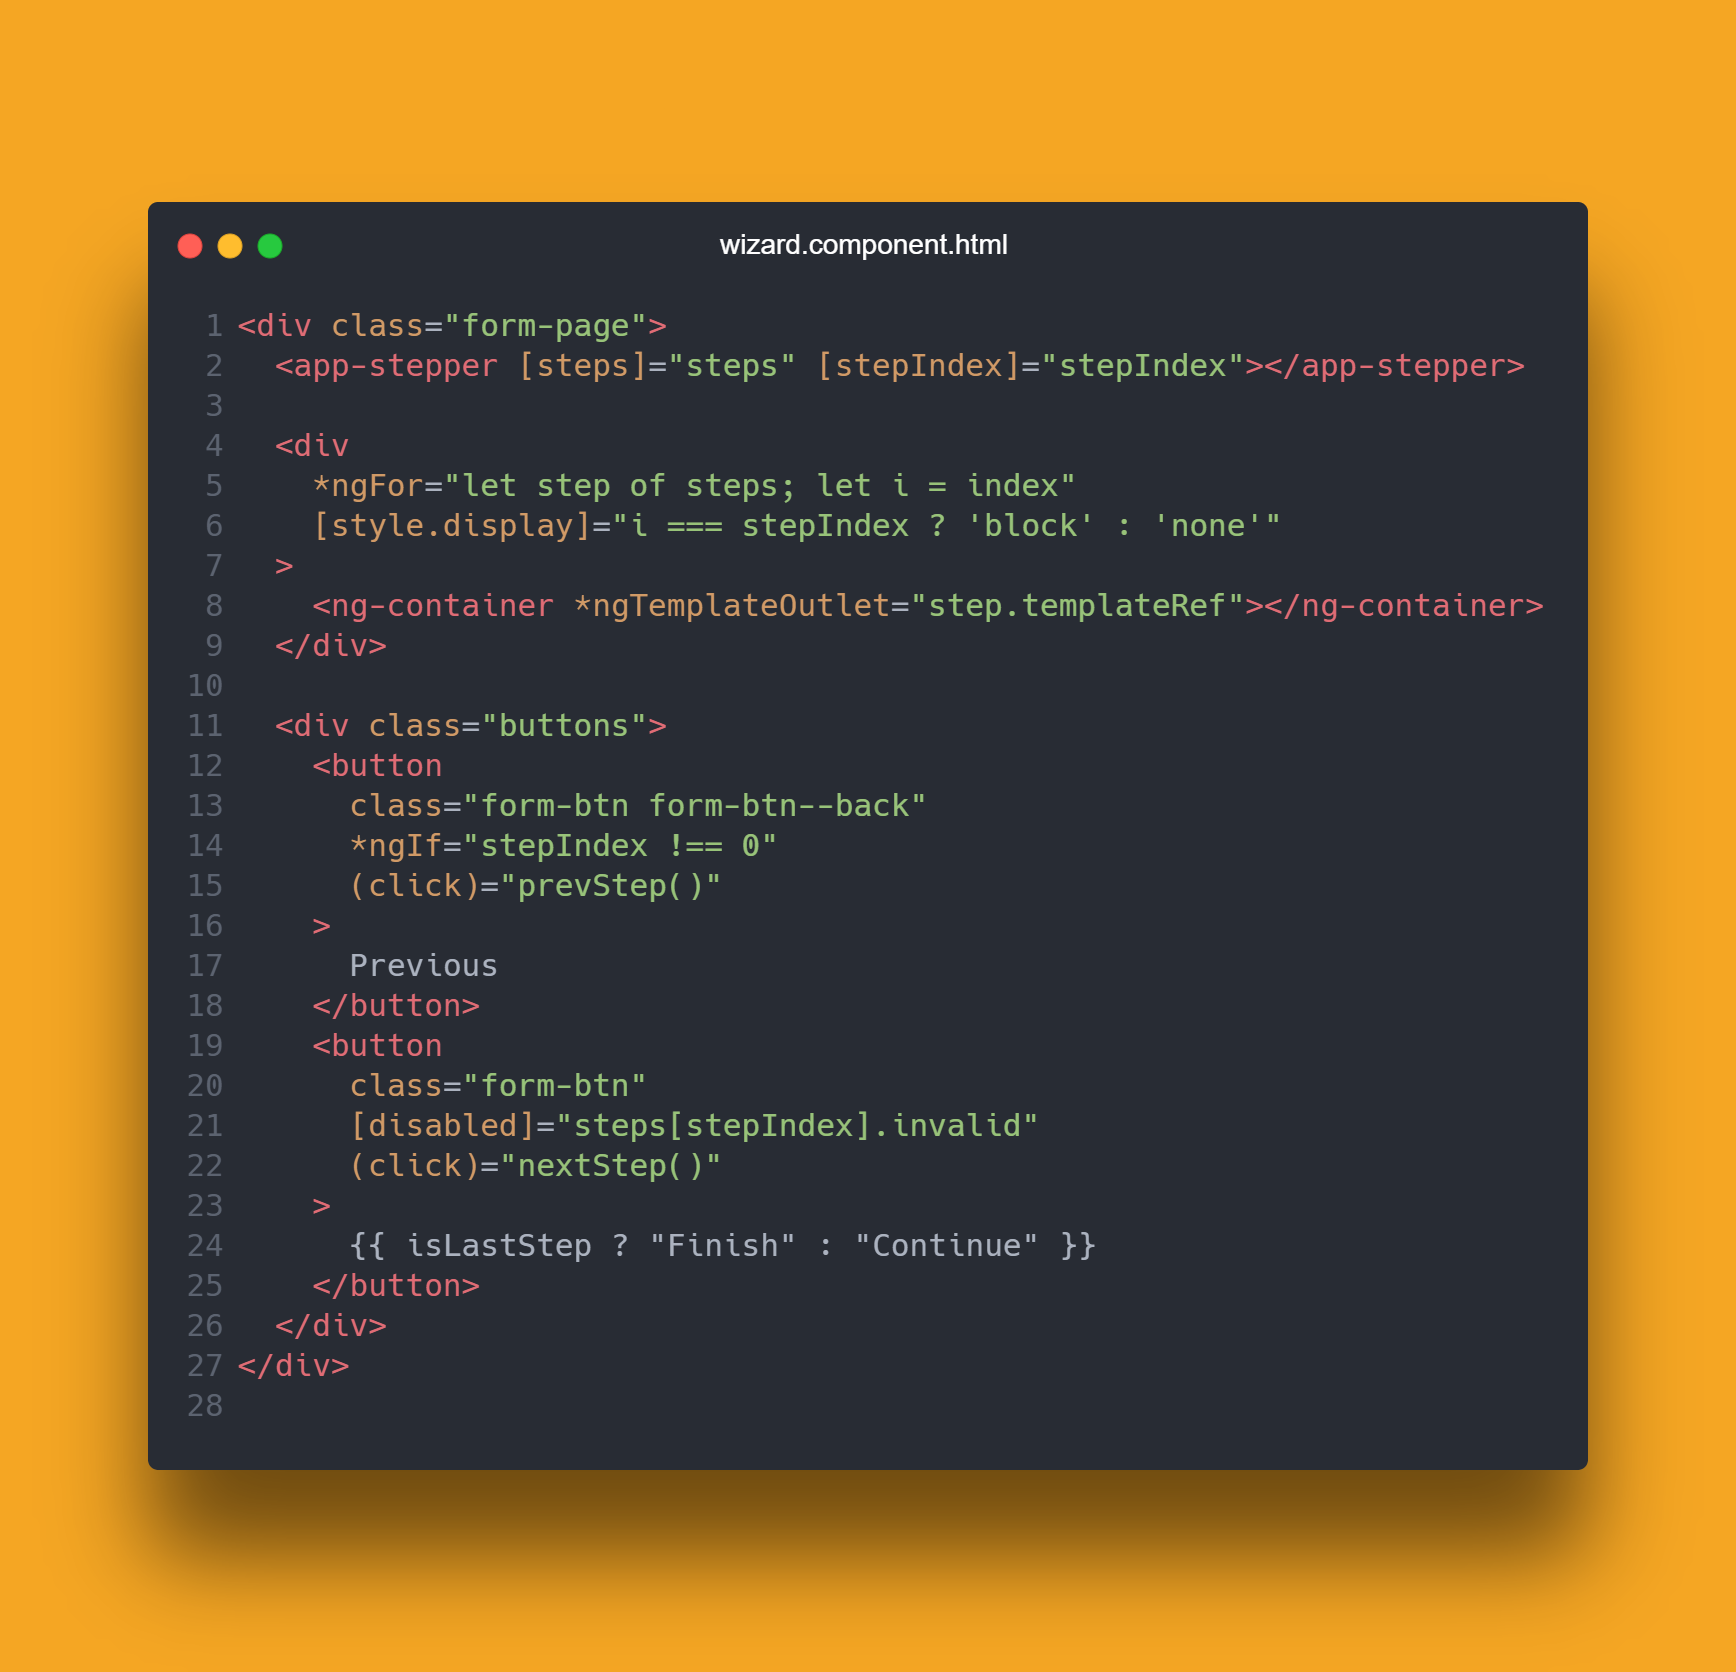 wizard.component.html
1 <div class="form-page">
2   <app-stepper [steps]="steps" [stepIndex]="stepIndex"></app-stepper>
3
4   <div
5     *ngFor="let step of steps; let i = index"
6     [style.display]="i === stepIndex ? 'block' : 'none'"
7   >
8     <ng-container *ngTemplateOutlet="step.templateRef"></ng-container>
9   </div>
10
11   <div class="buttons">
12     <button
13       class="form-btn form-btn--back"
14       *ngIf="stepIndex !== 0"
15       (click)="prevStep()"
16     >
17       Previous
18     </button>
19     <button
20       class="form-btn"
21       [disabled]="steps[stepIndex].invalid"
22       (click)="nextStep()"
23     >
24       {{ isLastStep ? "Finish" : "Continue" }}
25     </button>
26   </div>
27 </div>
28